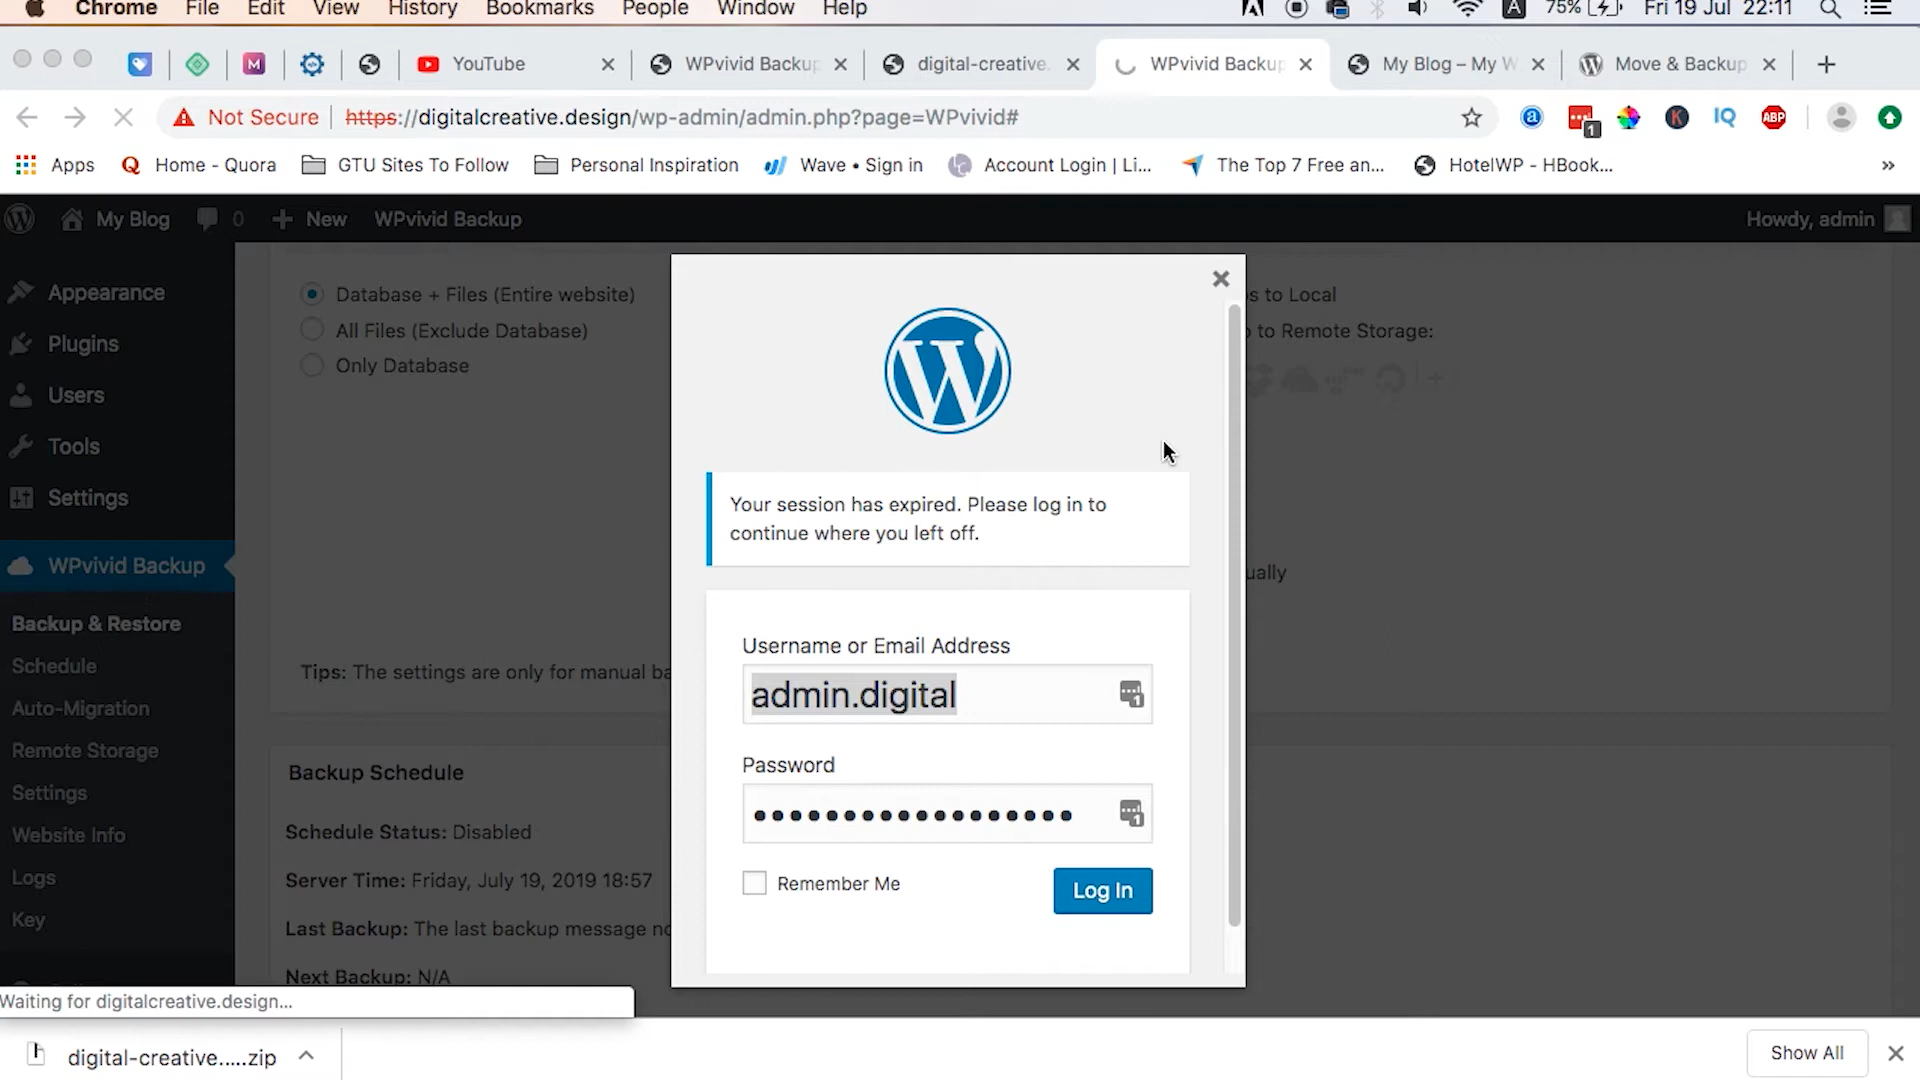 Chrome File Edit View History Bookmarks People Window Help 75% Fri 19 Jul 22:11
YouTube WPvivid Backup digital-creative. WPvivid Backup My Blog – My W Move & Backup
Not Secure https://digitalcreative.design/wp-admin/admin.php?page=WPvivid#
Apps Home - Quora GTU Sites To Follow Personal Inspiration Wave • Sign in Account Login | Li... The Top 7 Free an... HotelWP - HBook... »
My Blog 0 New WPvivid Backup Howdy, admin
Appearance
Plugins
Users
Tools
Settings
WPvivid Backup
Backup & Restore
Schedule
Auto-Migration
Remote Storage
Settings
Website Info
Logs
Key
Database + Files (Entire website)
All Files (Exclude Database)
Only Database
s to Local
to Remote Storage:
ually
Tips: The settings are only for manual ba
Backup Schedule
Schedule Status: Disabled
Server Time: Friday, July 19, 2019 18:57
Last Backup: The last backup message no
Next Backup: N/A
Your session has expired. Please log in to
continue where you left off.
Username or Email Address
admin.digital
Password
Remember Me
Log In
Waiting for digitalcreative.design...
digital-creative.....zip
Show All